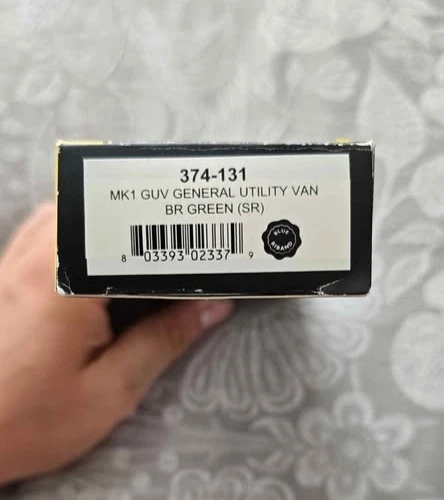 374-131
MK1 GUV GENERAL UTILITY VAN
BR GREEN (SR)
8 03393 02337 9
BLUE
RIBAND